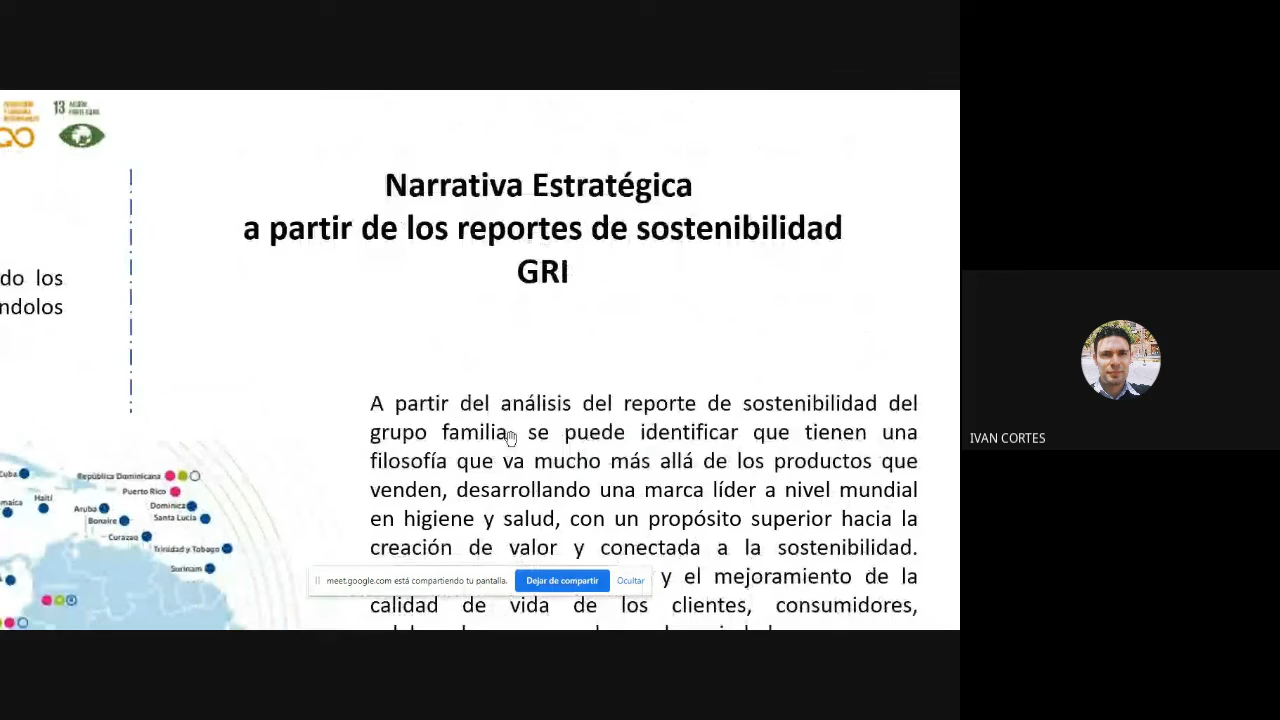 13 ACCIÓN
POR EL CLIMA
Narrativa Estratégica
a partir de los reportes de sostenibilidad
GRI
do los
ndolos
A partir del análisis del reporte de sostenibilidad del
grupo familia, se puede identificar que tienen una
filosofía que va mucho más allá de los productos que
venden, desarrollando una marca líder a nivel mundial
en higiene y salud, con un propósito superior hacia la
creación de valor y conectada a la sostenibilidad.
y el mejoramiento de la
calidad de vida de los clientes, consumidores,
Cuba
República Dominicana
Puerto Rico
maica
Haití
Aruba
Dominica
Bonaire
Santa Lucía
Curazao
Trinidad y Tobago
Surinam
meet.google.com está compartiendo tu pantalla.
Dejar de compartir
Ocultar
IVAN CORTES